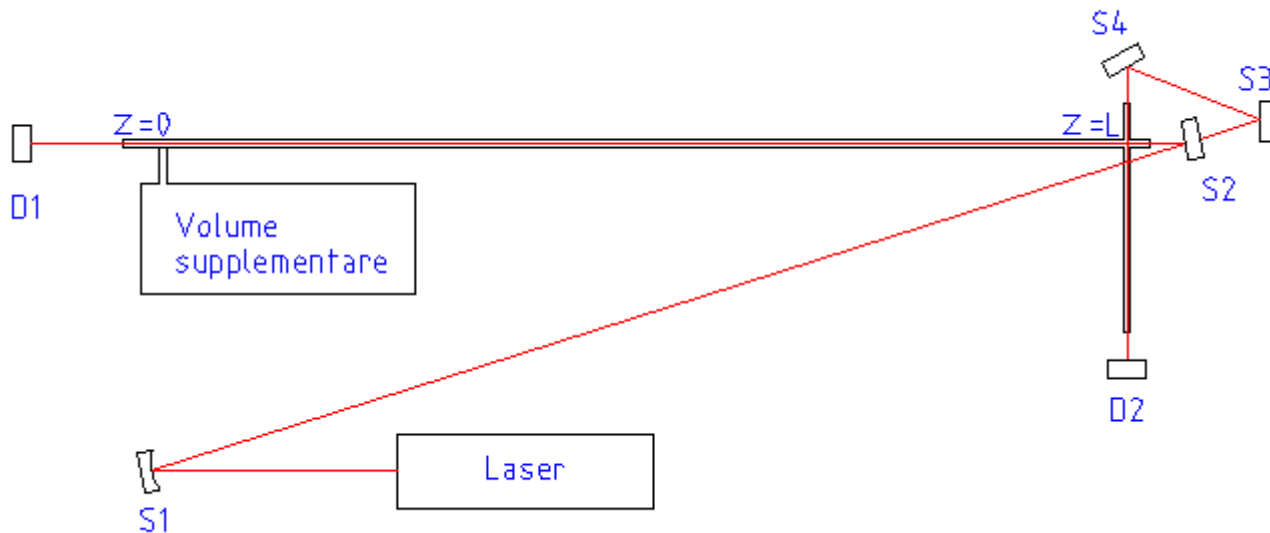 S4
S3
z=0
z=L
D1
S2
Volume
supplementare
D2
Laser
S1